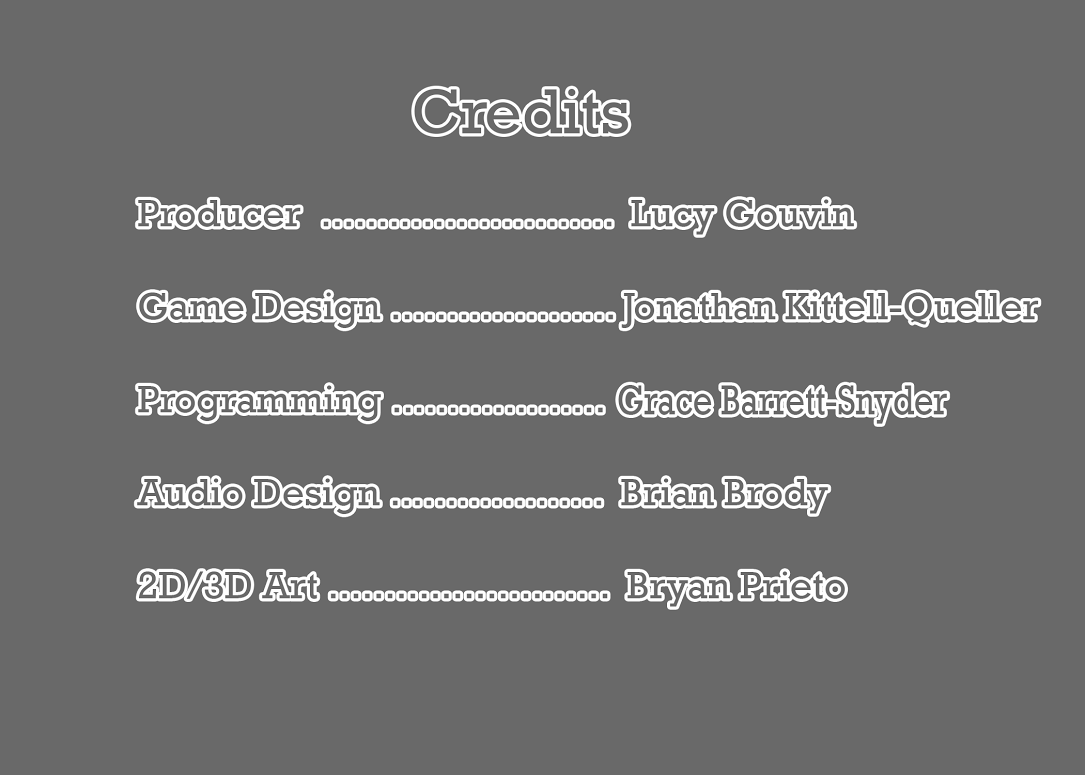 Credits
Producer ........................... Lucy Gouvin
Game Design ..................... Jonathan Kittell-Queller
Programming .................... Grace Barrett-Snyder
Audio Design .................... Brian Brody
2D/3D Art .......................... Bryan Prieto